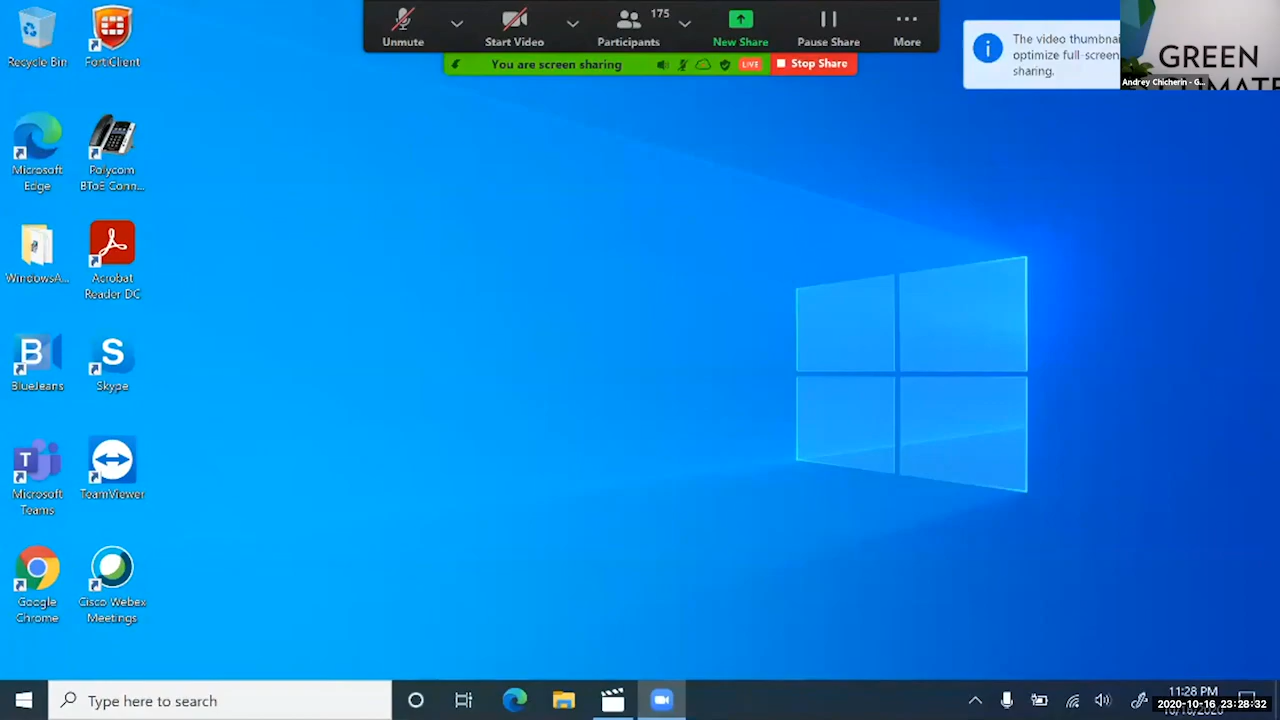 Recycle Bin
FortiClient
Microsoft
Edge
Polycom
BToE Conn...
WindowsA...
Acrobat
Reader DC
B
BlueJeans
S
Skype
T
Microsoft
Teams
TeamViewer
Google
Chrome
Cisco Webex
Meetings
Unmute
Start Video
175
Participants
New Share
Pause Share
More
You are screen sharing
LIVE
Stop Share
The video thumbnai
optimize full-screen
sharing.
GREEN
Andrey Chicherin - G...
Type here to search
11:28 PM
2020-10-16 23:28:32